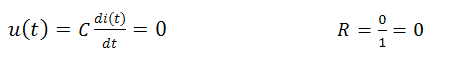 u(t) = C di(t)/dt = 0 R = 0/1 = 0